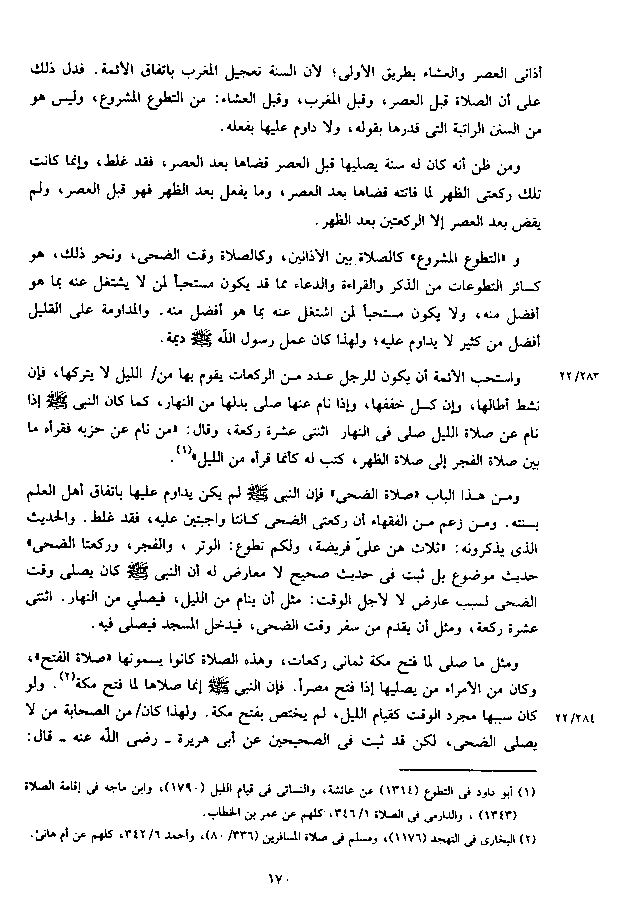 أذانى العصر والعشاء بطريق الأولى؛ لأن السنة تعجيل المغرب باتفاق الأئمة. فدل ذلك
على أن الصلاة قبل العصر، وقبل المغرب، وقبل العشاء: من التطوع المشروع، وليس هو
من السنن الراتبة التى قدرها بقوله، ولا داوم عليها بفعله.
ومن ظن أنه كان له سنة يصليها قبل العصر قضاها بعد العصر، فقد غلط، وإنما كانت
تلك ركعتى الظهر لما فاتته قضاها بعد العصر، وما يفعل بعد الظهر فهو قبل العصر، ولم
يقض بعد العصر إلا الركعتين بعد الظهر.
و «التطوع المشروع» كالصلاة بين الأذانين، وكالصلاة وقت الضحى، ونحو ذلك، هو
كسائر التطوعات من الذكر والقراءة والدعاء مما قد يكون مستحباً لمن لا يشتغل عنه بما هو
أفضل منه، ولا يكون مستحباً لمن اشتغل عنه بما هو أفضل منه. والمداومة على القليل
أفضل من كثير لا يداوم عليه؛ ولهذا كان عمل رسول الله ﷺ ديمة.
واستحب الأئمة أن يكون للرجل عدد من الركعات يقوم بها من/ الليل لا يتركها، فإن ٢٢/٢٨٣
نشط أطالها، وإن كسل خففها، وإذا نام عنها صلى بدلها من النهار، كما كان النبى ﷺ إذا
نام عن صلاة الليل صلى فى النهار اثنتى عشرة ركعة، وقال: «من نام عن حزبه فقرأه ما
بين صلاة الفجر إلى صلاة الظهر، كتب له كأنما قرأه من الليل»(١).
ومن هذا الباب «صلاة الضحى» فإن النبى ﷺ لم يكن يداوم عليها باتفاق أهل العلم
بسنته. ومن زعم من الفقهاء أن ركعتى الضحى كانتا واجبتين عليه، فقد غلط. والحديث
الذى يذكرونه: «ثلاث هن علىّ فريضة، ولكم تطوع: الوتر ، والفجر، وركعتا الضحى»
حديث موضوع بل ثبت فى حديث صحيح لا معارض له أن النبى ﷺ كان يصلى وقت
الضحى لسبب عارض لا لأجل الوقت: مثل أن ينام من الليل، فيصلي من النهار. اثنتى
عشرة ركعة، ومثل أن يقدم من سفر وقت الضحى، فيدخل المسجد فيصلى فيه.
ومثل ما صلى لما فتح مكة ثمانى ركعات، وهذه الصلاة كانوا يسمونها «صلاة الفتح»،
وكان من الأمراء من يصليها إذا فتح مصراً. فإن النبى ﷺ إنما صلاها لما فتح مكة(٢). ولو
كان سببها مجرد الوقت كقيام الليل، لم يختص بفتح مكة. ولهذا كان/ من الصحابة من لا ٢٢/٢٨٤
يصلى الضحى، لكن قد ثبت فى الصحيحين عن أبى هريرة ـ رضى الله عنه ـ قال:
(١) أبو داود فى التطوع (١٣١٤) عن عائشة، والنسائى فى قيام الليل (١٧٩٠)، وابن ماجه فى إقامة الصلاة
(١٣٤٣) ، والدارمى فى الصلاة ٣٤٦/١، كلهم عن عمر بن الخطاب.
(٢) البخارى فى التهجد (١١٧٦)، ومسلم فى صلاة المسافرين (٣٣٦/ ٨٠)، وأحمد ٣٤٢/٦، كلهم عن أم هانئ.
١٧٠